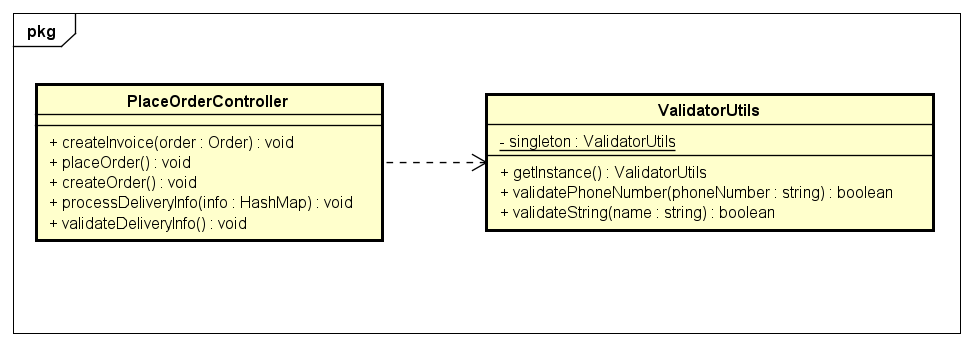 pkg
PlaceOrderController
+ createInvoice(order : Order) : void
+ placeOrder() : void
+ createOrder() : void
+ processDeliveryInfo(info : HashMap) : void
+ validateDeliveryInfo() : void
ValidatorUtils
- singleton : ValidatorUtils
+ getInstance() : ValidatorUtils
+ validatePhoneNumber(phoneNumber : string) : boolean
+ validateString(name : string) : boolean